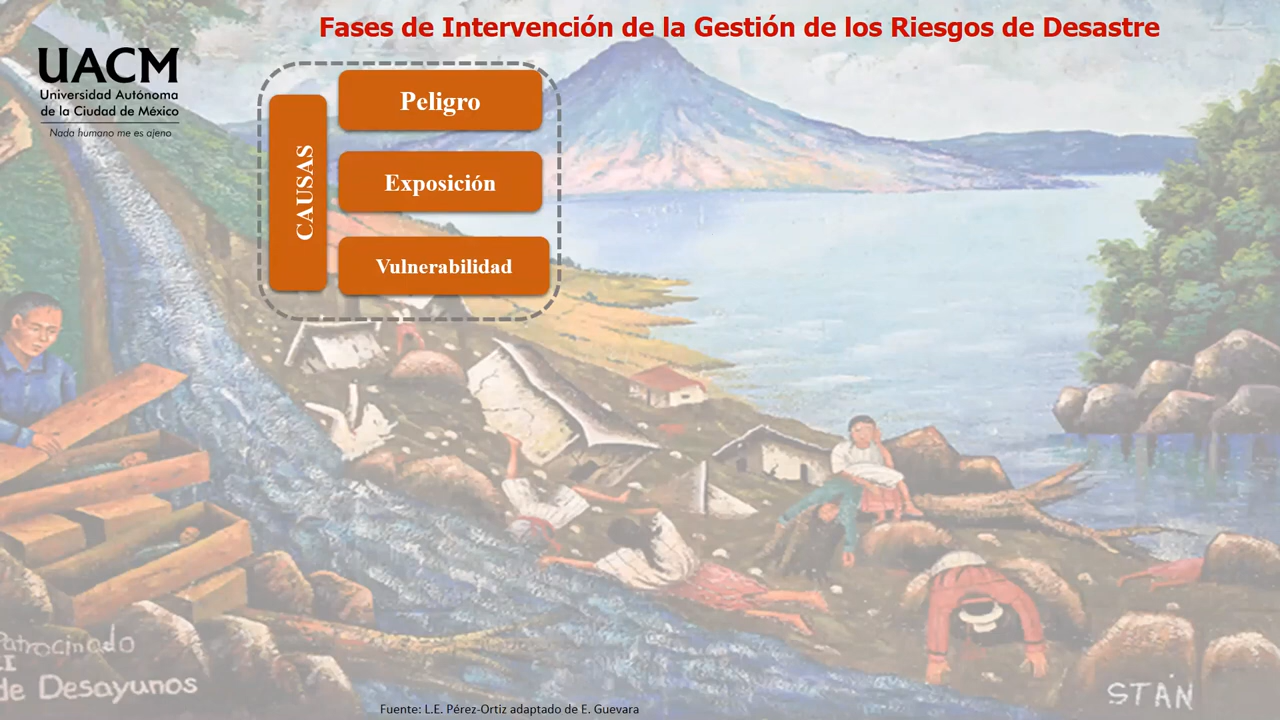 Fases de Intervención de la Gestión de los Riesgos de Desastre
UACM
Universidad Autónoma
de la Ciudad de México
Nada humano me es ajeno
CAUSAS
Peligro
Exposición
Vulnerabilidad
Patrocinado
de Desayunos
STAN
Fuente: L.E. Pérez-Ortiz adaptado de E. Guevara